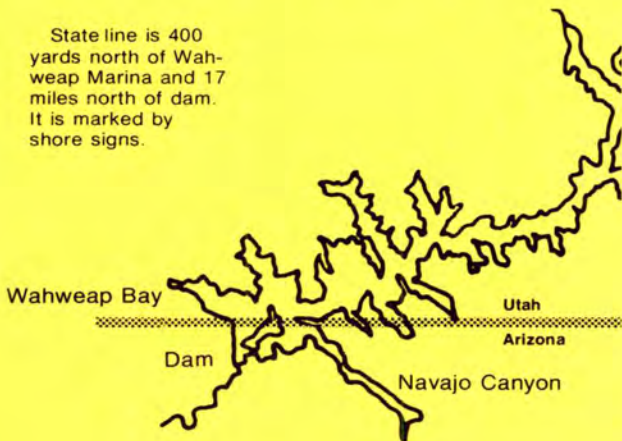 State line is 400
yards north of Wah-
weap Marina and 17
miles north of dam.
It is marked by
shore signs.
Wahweap Bay
Utah
Arizona
Dam
Navajo Canyon